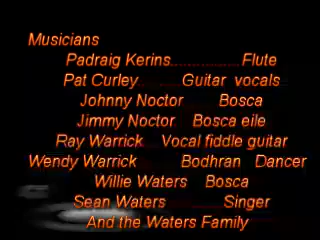 Musicians
Padraig Kerins...............Flute
Pat Curley ........Guitar vocals
Johnny Noctor Bosca
Jimmy Noctor Bosca eile
Ray Warrick Vocal fiddle guitar
Wendy Warrick Bodhran Dancer
Willie Waters Bosca
Sean Waters Singer
And the Waters Family